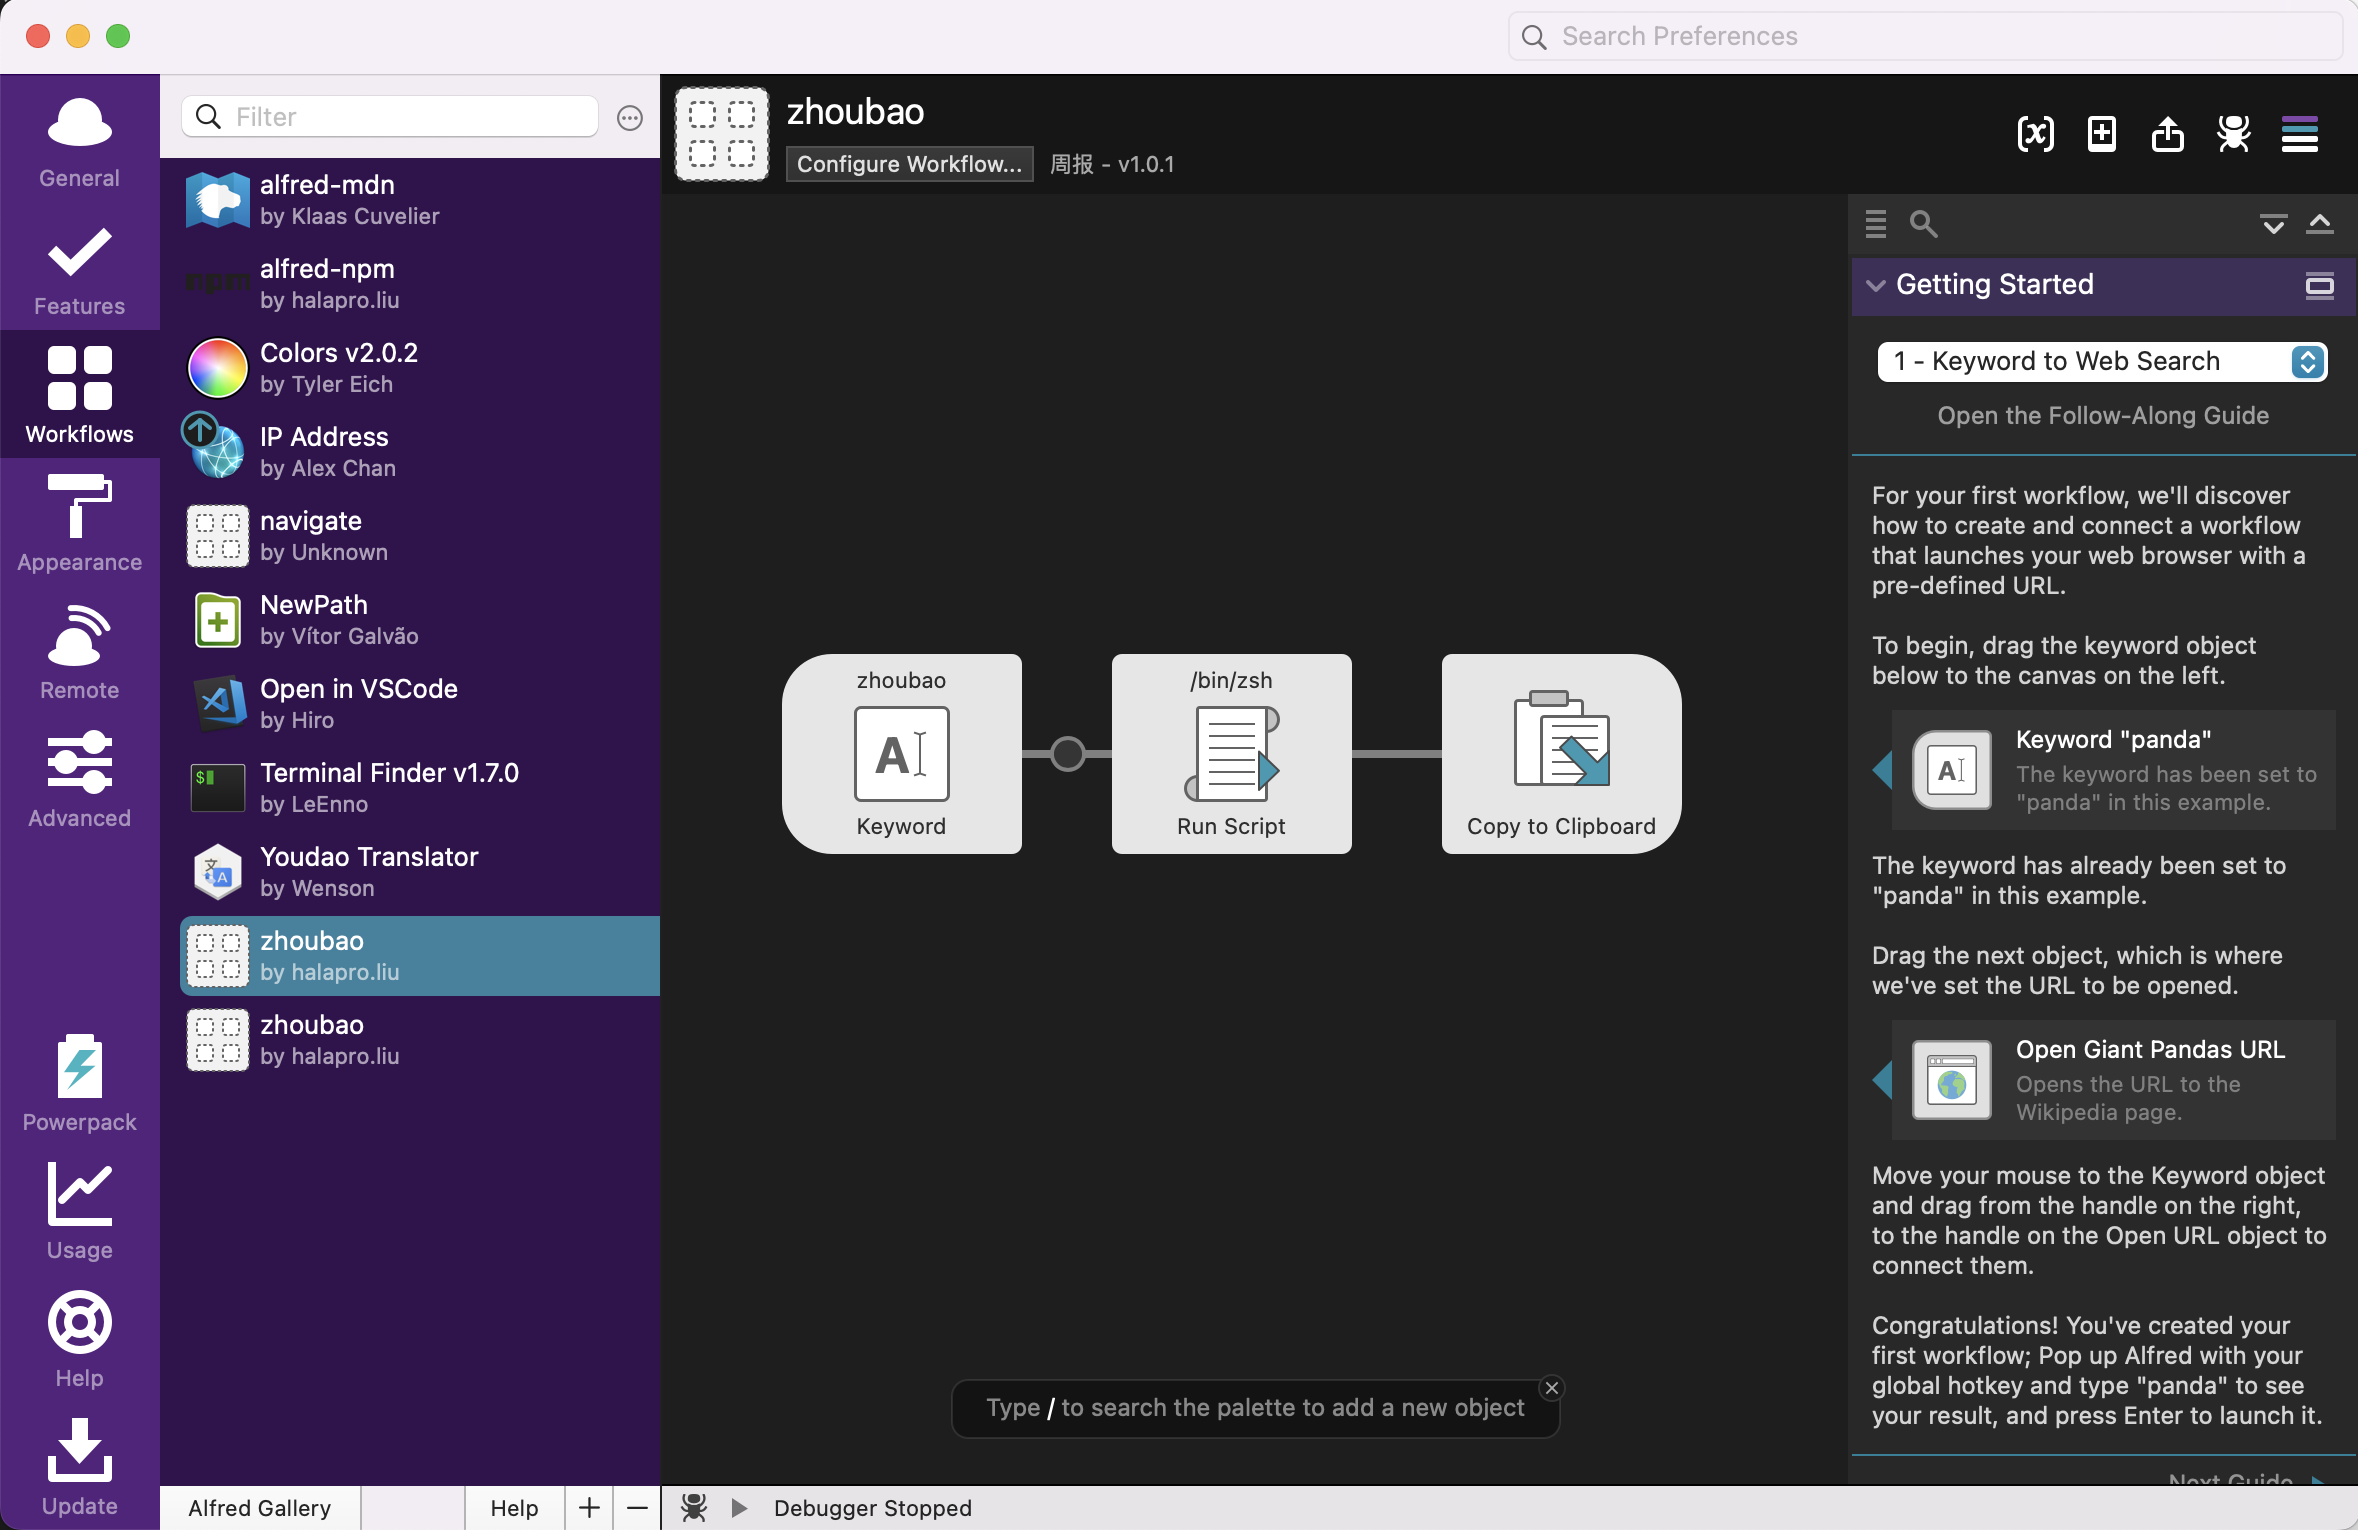 Search Preferences
General
Features
Workflows
Appearance
Remote
Advanced
Powerpack
Usage
Help
Update
Filter
alfred-mdn
by Klaas Cuvelier
alfred-npm
by halapro.liu
Colors v2.0.2
by Tyler Eich
IP Address
by Alex Chan
navigate
by Unknown
NewPath
by Vítor Galvão
Open in VSCode
by Hiro
$
Terminal Finder v1.7.0
by LeEnno
文
A
Youdao Translator
by Wenson
zhoubao
by halapro.liu
zhoubao
by halapro.liu
Alfred Gallery
Help
+
−
zhoubao
Configure Workflow...
周报 - v1.0.1
zhoubao
A
Keyword
/bin/zsh
Run Script
Copy to Clipboard
Type / to search the palette to add a new object
Debugger Stopped
Getting Started
1 - Keyword to Web Search
Open the Follow-Along Guide
For your first workflow, we'll discover
how to create and connect a workflow
that launches your web browser with a
pre-defined URL.
To begin, drag the keyword object
below to the canvas on the left.
A
Keyword "panda"
The keyword has been set to
"panda" in this example.
The keyword has already been set to
"panda" in this example.
Drag the next object, which is where
we've set the URL to be opened.
Open Giant Pandas URL
Opens the URL to the
Wikipedia page.
Move your mouse to the Keyword object
and drag from the handle on the right,
to the handle on the Open URL object to
connect them.
Congratulations! You've created your
first workflow; Pop up Alfred with your
global hotkey and type "panda" to see
your result, and press Enter to launch it.
Next Guide